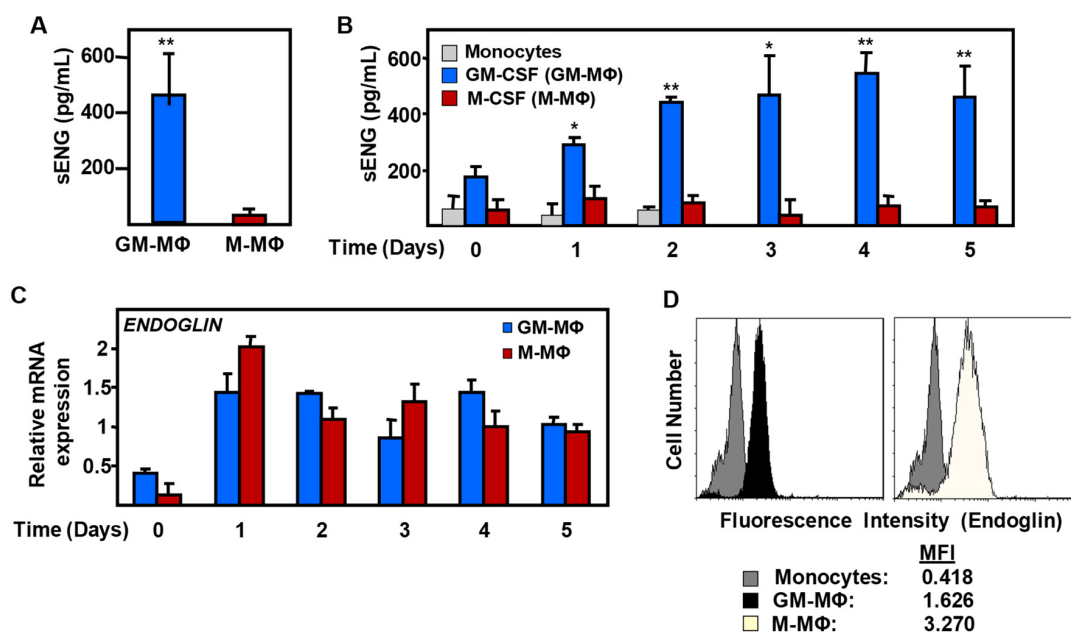 A
sENG (pg/mL)
600
400
200
**
GM-MΦ M-MΦ
B
sENG (pg/mL)
600
400
200
Monocytes
GM-CSF (GM-MΦ)
M-CSF (M-MΦ)
* ** * ** **
Time (Days) 0 1 2 3 4 5
C
Relative mRNA
expression
2
1.5
1
0.5
ENDOGLIN
GM-MΦ
M-MΦ
Time (Days) 0 1 2 3 4 5
D
Cell Number
Fluorescence Intensity (Endoglin)
MFI
Monocytes: 0.418
GM-MΦ: 1.626
M-MΦ: 3.270